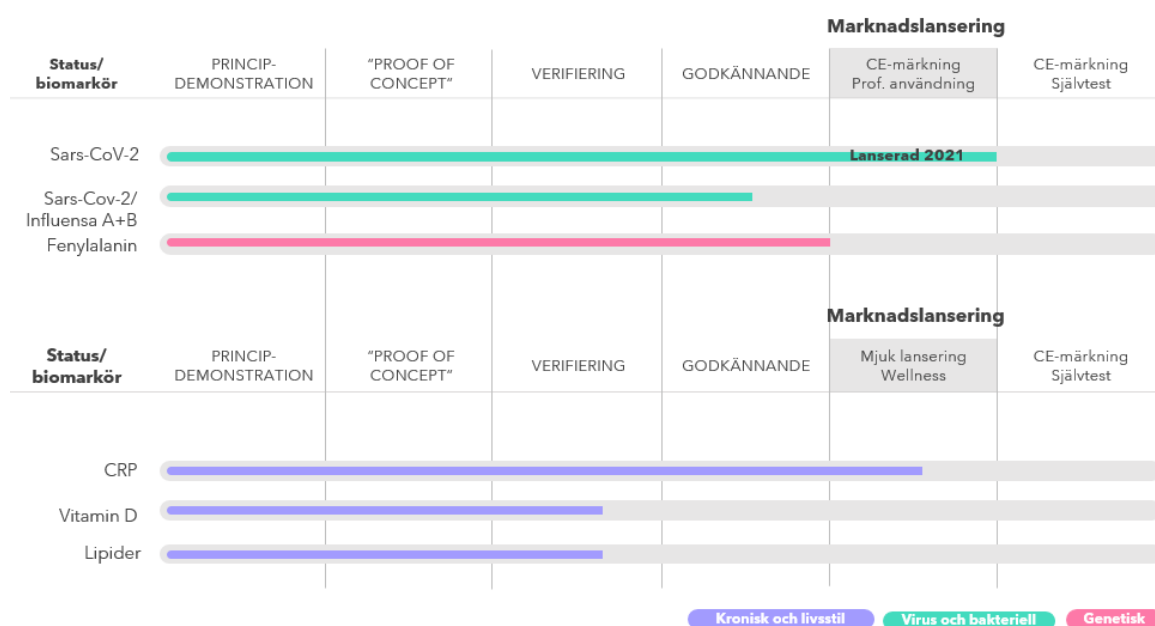 Marknadslansering
Status/
biomarkör
PRINCIP-
DEMONSTRATION
"PROOF OF
CONCEPT"
VERIFIERING
GODKÄNNANDE
CE-märkning
Prof. användning
CE-märkning
Självtest
Sars-CoV-2
Lanserad 2021
Sars-Cov-2/
Influensa A+B
Fenylalanin
Marknadslansering
Status/
biomarkör
PRINCIP-
DEMONSTRATION
"PROOF OF
CONCEPT"
VERIFIERING
GODKÄNNANDE
Mjuk lansering
Wellness
CE-märkning
Självtest
CRP
Vitamin D
Lipider
Kronisk och livsstil
Virus och bakteriell
Genetisk